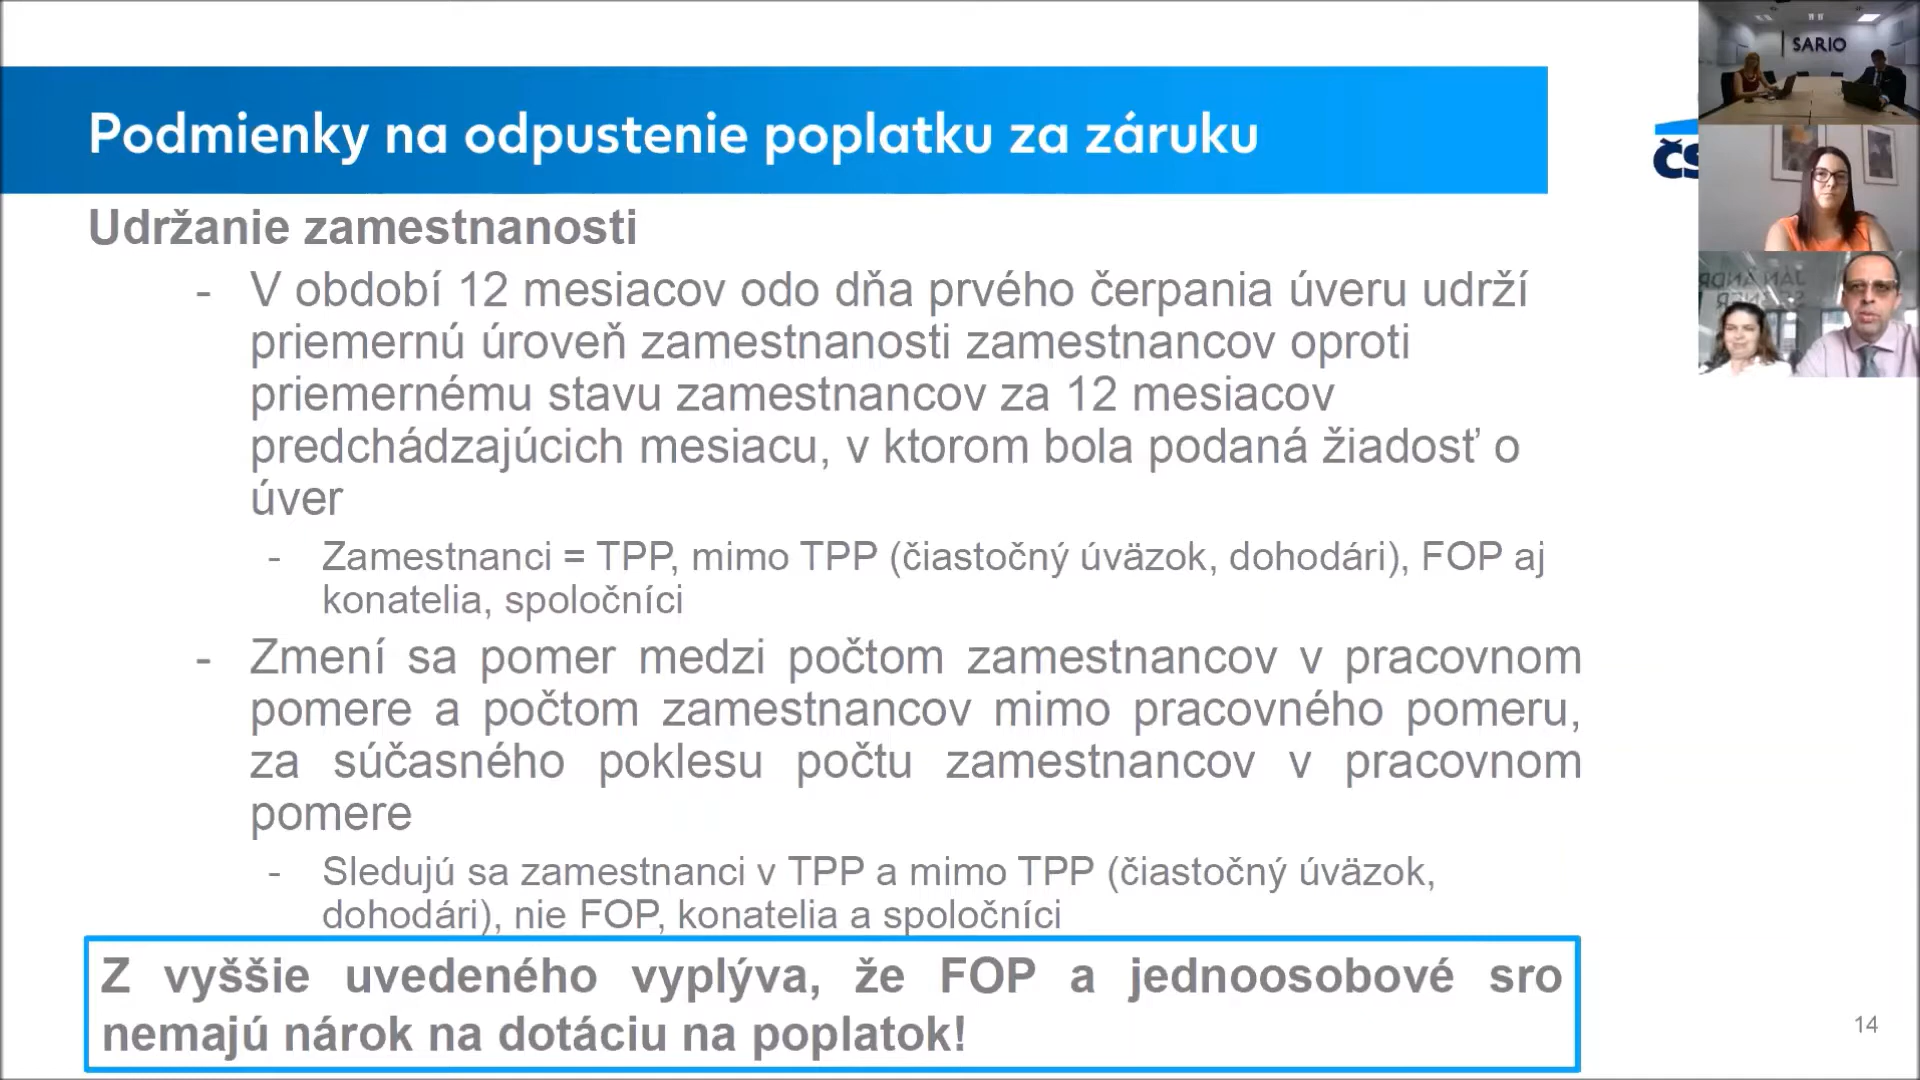 Podmienky na odpustenie poplatku za záruku
Udržanie zamestnanosti
- V období 12 mesiacov odo dňa prvého čerpania úveru udrží
priemernú úroveň zamestnanosti zamestnancov oproti
priemernému stavu zamestnancov za 12 mesiacov
predchádzajúcich mesiacu, v ktorom bola podaná žiadosť o
úver
- Zamestnanci = TPP, mimo TPP (čiastočný úväzok, dohodári), FOP aj
konatelia, spoločníci
- Zmení sa pomer medzi počtom zamestnancov v pracovnom
pomere a počtom zamestnancov mimo pracovného pomeru,
za súčasného poklesu počtu zamestnancov v pracovnom
pomere
- Sledujú sa zamestnanci v TPP a mimo TPP (čiastočný úväzok,
dohodári), nie FOP, konatelia a spoločníci
Z vyššie uvedeného vyplýva, že FOP a jednoosobové sro
nemajú nárok na dotáciu na poplatok!
14
SARIO
ČS